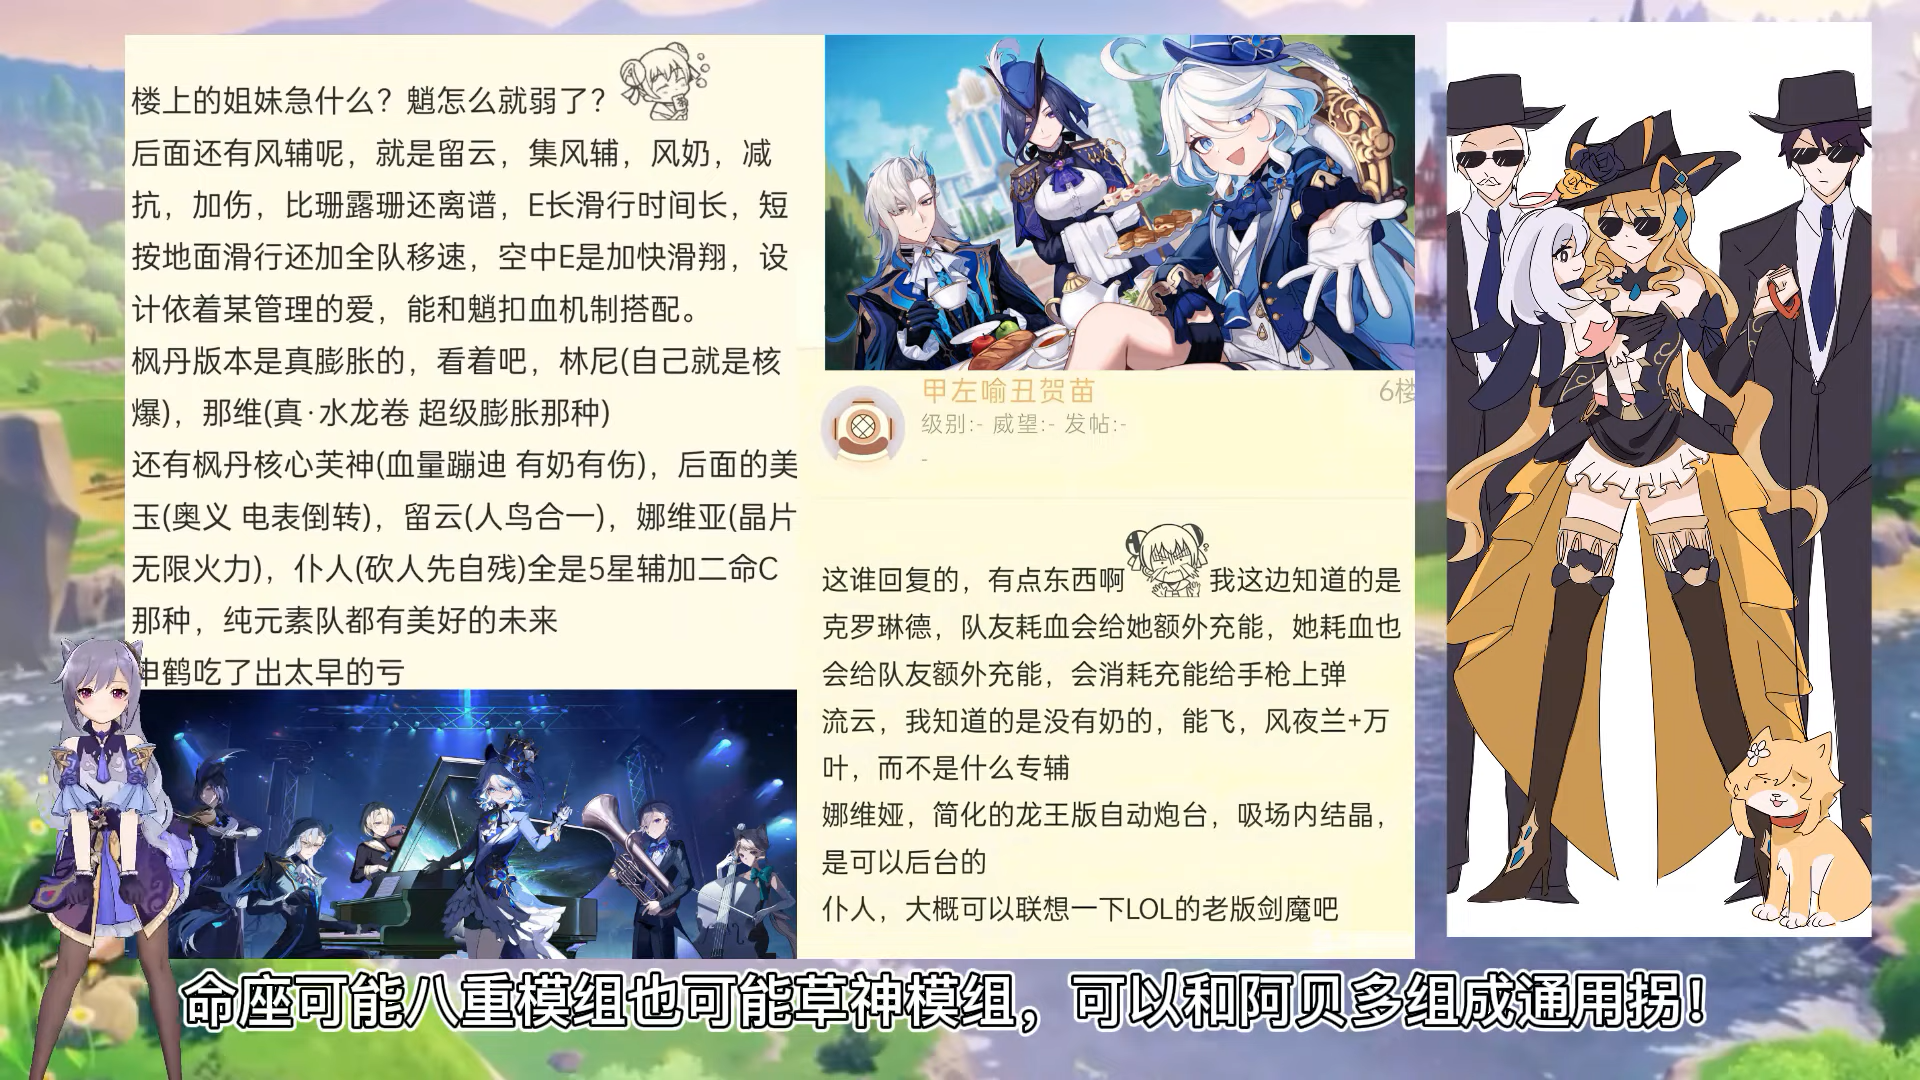 楼上的姐妹急什么？魈怎么就弱了？
后面还有风辅呢，就是留云，集风辅，风奶，减
抗，加伤，比珊露珊还离谱，E长滑行时间长，短
按地面滑行还加全队移速，空中E是加快滑翔，设
计依着某管理的爱，能和魈扣血机制搭配。
枫丹版本是真膨胀的，看着吧，林尼(自己就是核
爆)，那维(真·水龙卷 超级膨胀那种)
还有枫丹核心芙神(血量蹦迪 有奶有伤)，后面的美
玉(奥义 电表倒转)，留云(人鸟合一)，娜维亚(晶片
无限火力)，仆人(砍人先自残)全是5星辅加二命C
那种，纯元素队都有美好的未来
申鹤吃了出太早的亏
甲左喻丑贺苗
6楼
级别:- 威望:- 发帖:-
-
这谁回复的，有点东西啊 我这边知道的是
克罗琳德，队友耗血会给她额外充能，她耗血也
会给队友额外充能，会消耗充能给手枪上弹
流云，我知道的是没有奶的，能飞，风夜兰+万
叶，而不是什么专辅
娜维娅，简化的龙王版自动炮台，吸场内结晶，
是可以后台的
仆人，大概可以联想一下LOL的老版剑魔吧
命座可能八重模组也可能草神模组，可以和阿贝多组成通用拐！